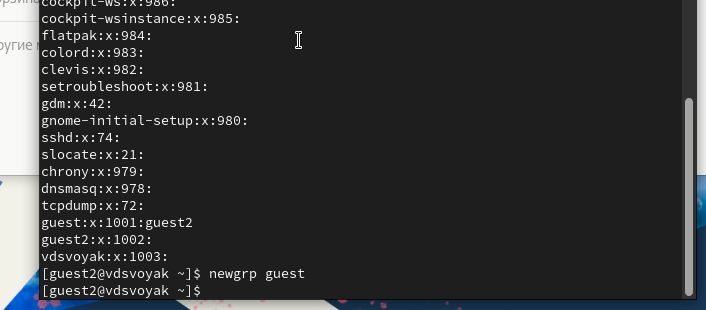 cockpit-ws:x:986:
cockpit-wsinstance:x:985:
flatpak:x:984:
colord:x:983:
clevis:x:982:
setroubleshoot:x:981:
gdm:x:42:
gnome-initial-setup:x:980:
sshd:x:74:
slocate:x:21:
chrony:x:979:
dnsmasq:x:978:
tcpdump:x:72:
guest:x:1001:guest2
guest2:x:1002:
vdsvoyak:x:1003:
[guest2@vdsvoyak ~]$ newgrp guest
[guest2@vdsvoyak ~]$